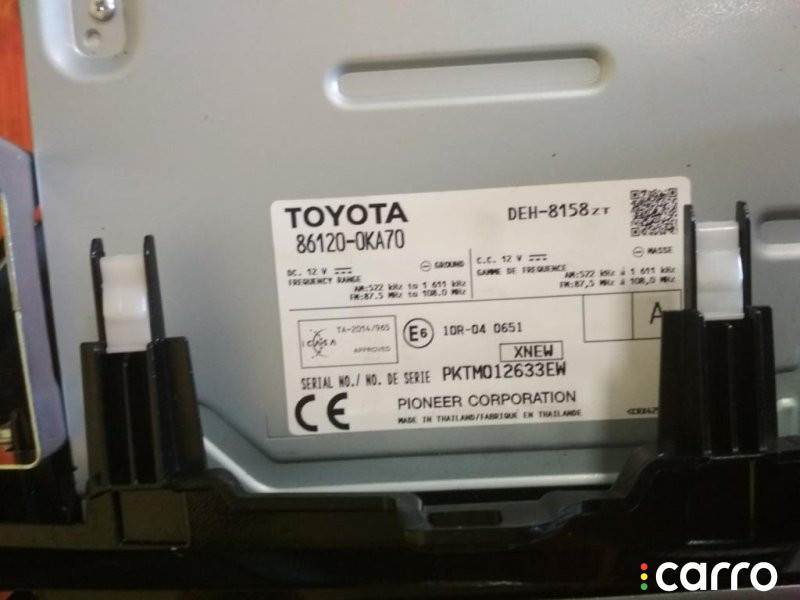 TOYOTA
DEH-8158ZT
86120-0KA70
DC. 12 V GROUND
FREQUENCY RANGE
AM:522 kHz to 1 611 kHz
FM:87.5 MHz to 108.0 MHz
C.C. 12 V MASSE
GAMME DE FREQUENCE
AM:522 kHz à 1 611 kHz
FM:87,5 MHz à 108,0 MHz
TA-2014/965
ICASA
APPROVED
E6 10R-04 0651
A
XNEW
SERIAL NO./ NO. DE SERIE PKTM012633EW
CE
PIONEER CORPORATION
MADE IN THAILAND/FABRIQUÉ EN THAÏLANDE
carro